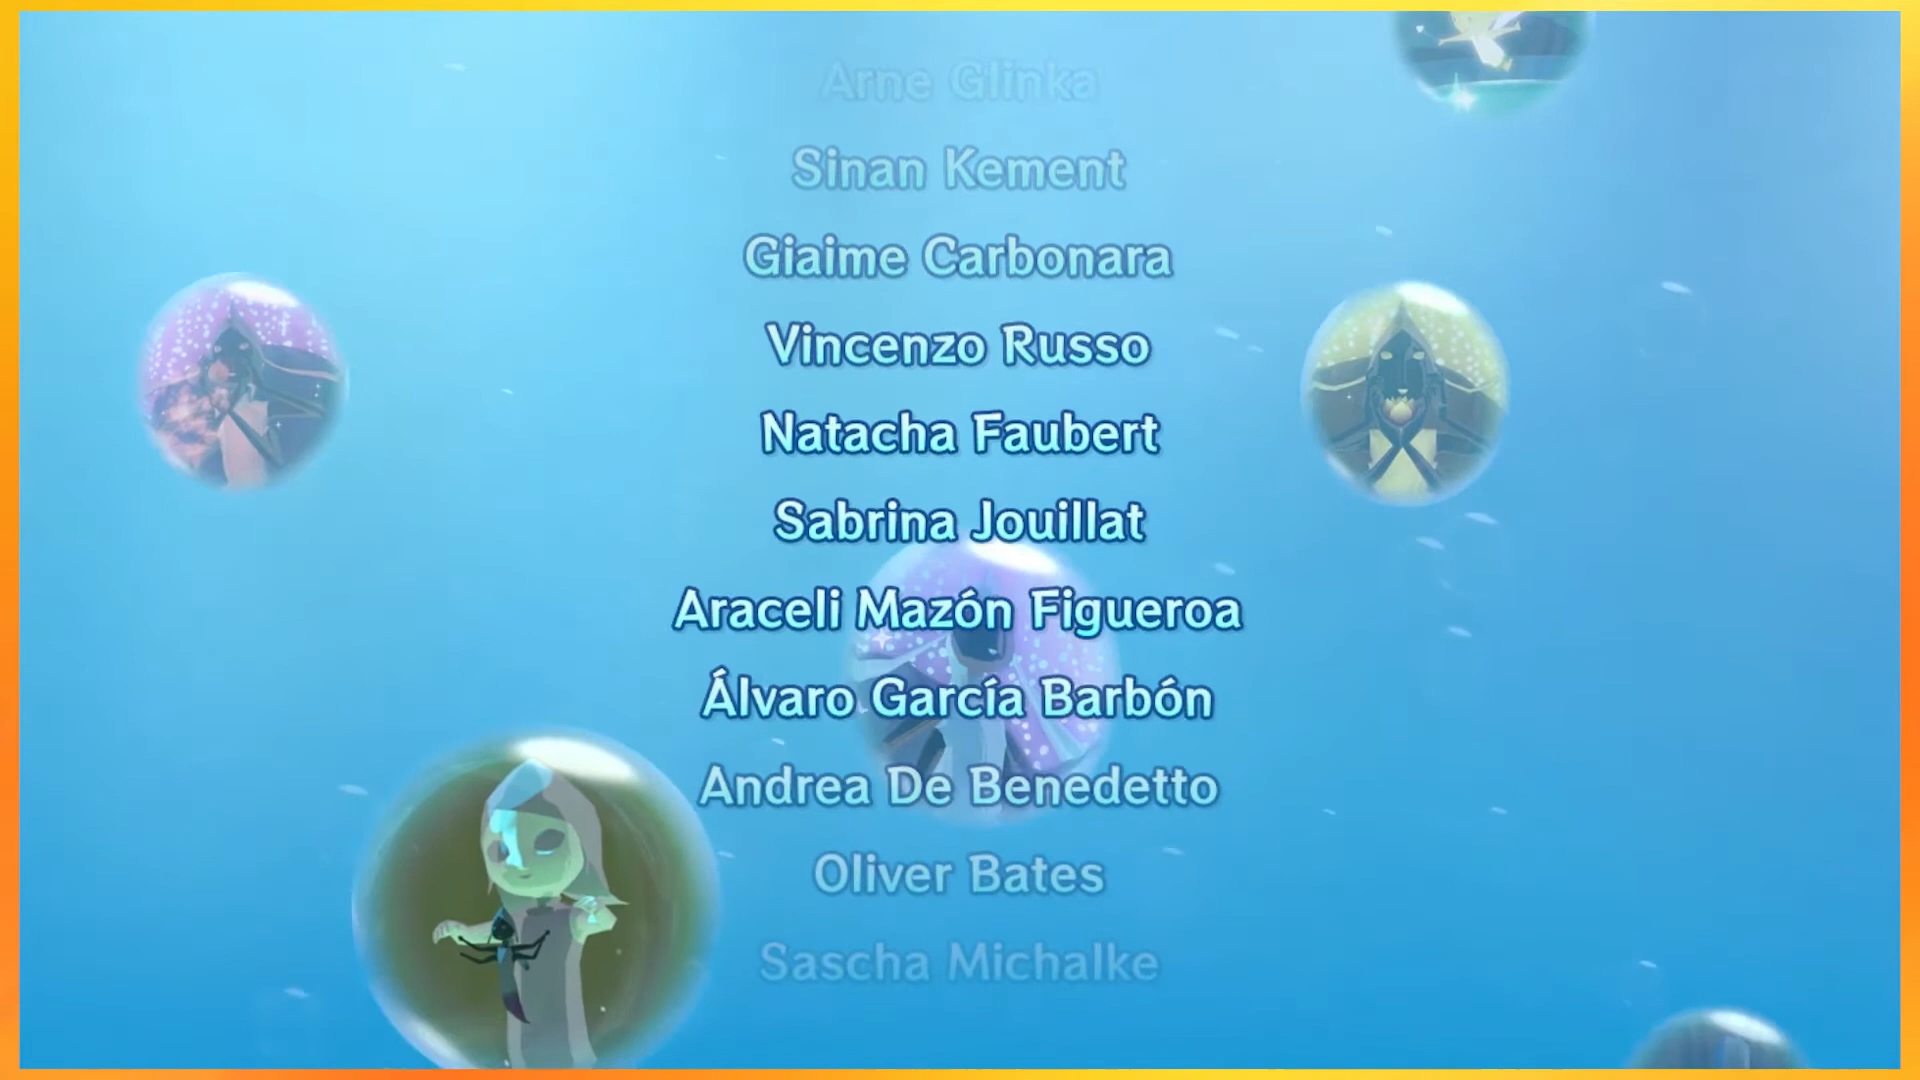 Arne Glinka
Sinan Kement
Giaime Carbonara
Vincenzo Russo
Natacha Faubert
Sabrina Jouillat
Araceli Mazón Figueroa
Álvaro García Barbón
Andrea De Benedetto
Oliver Bates
Sascha Michalke